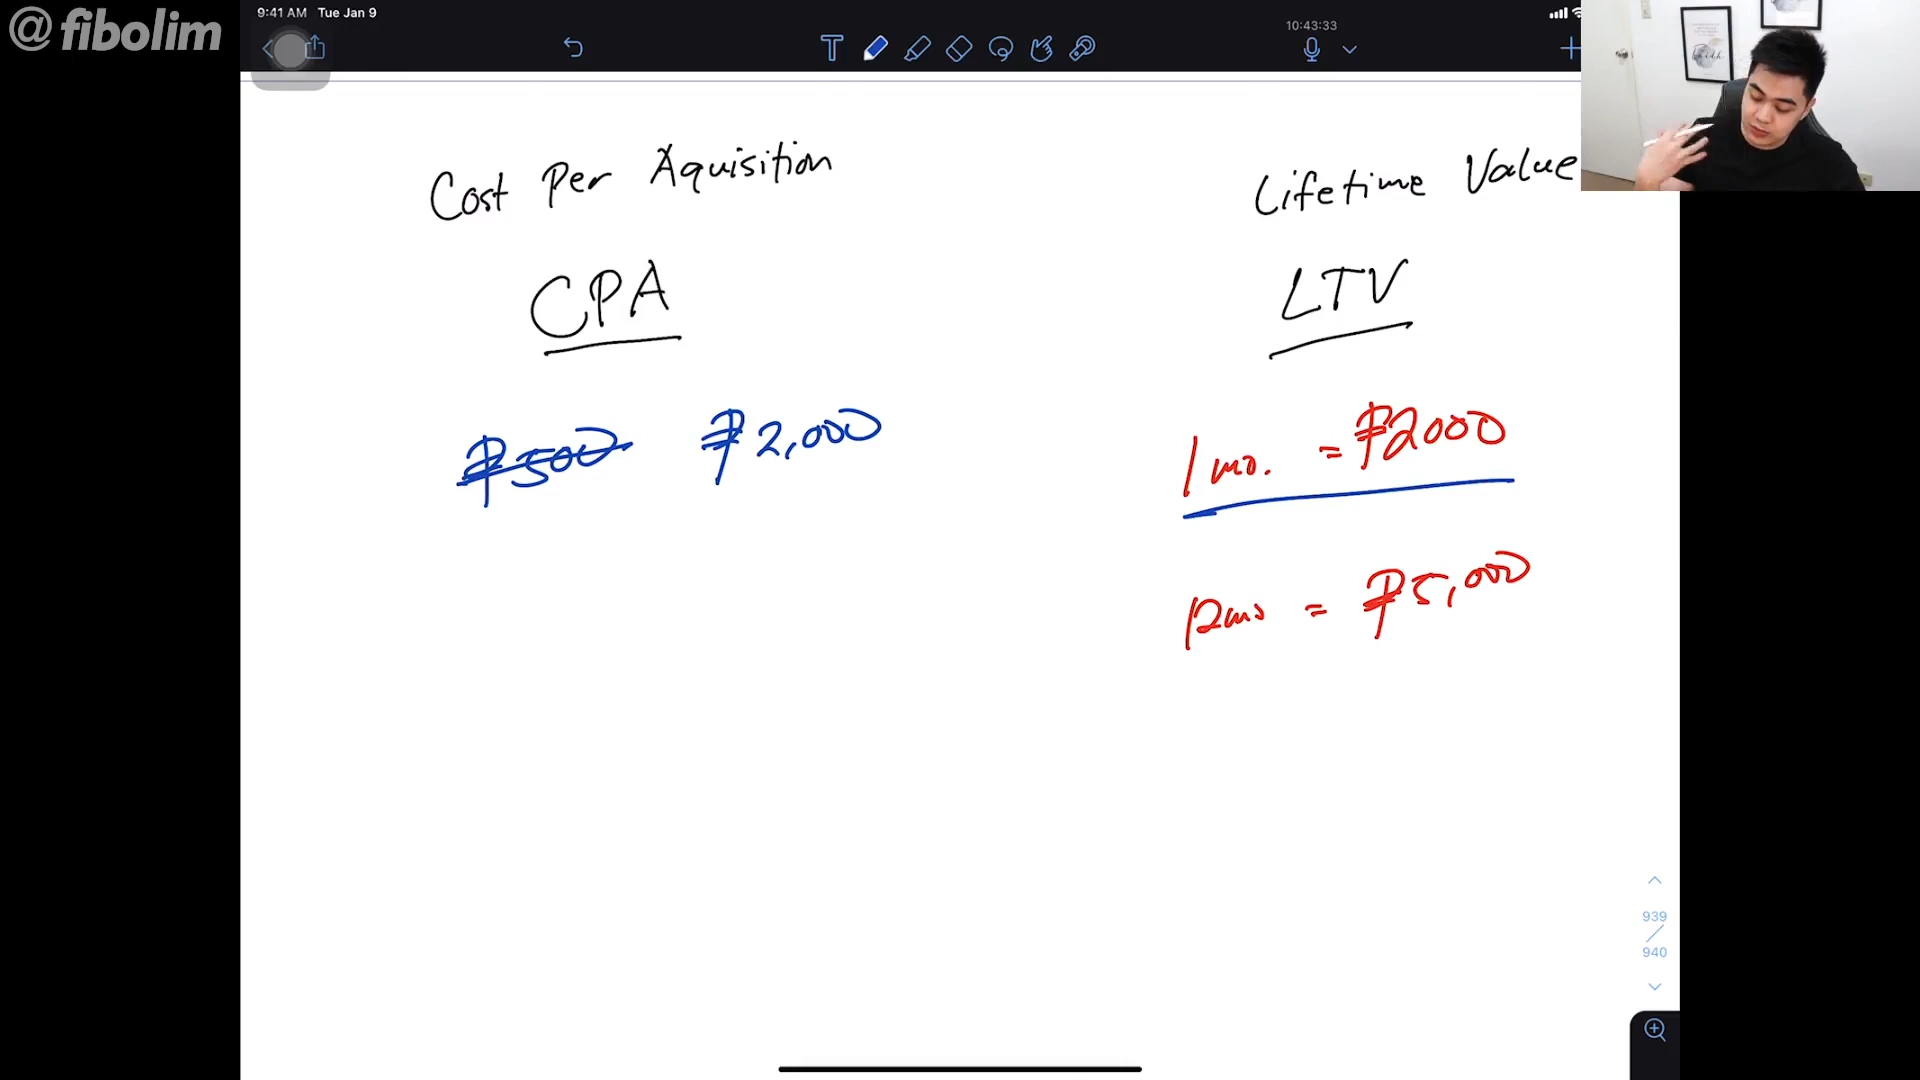 @fibolim
9:41 AM Tue Jan 9
10:43:33
Cost Per Aquisition
Lifetime Value
CPA
LTV
₱500 ₱2,000
1 mo. = ₱2000
12mo = ₱5,000
939
940